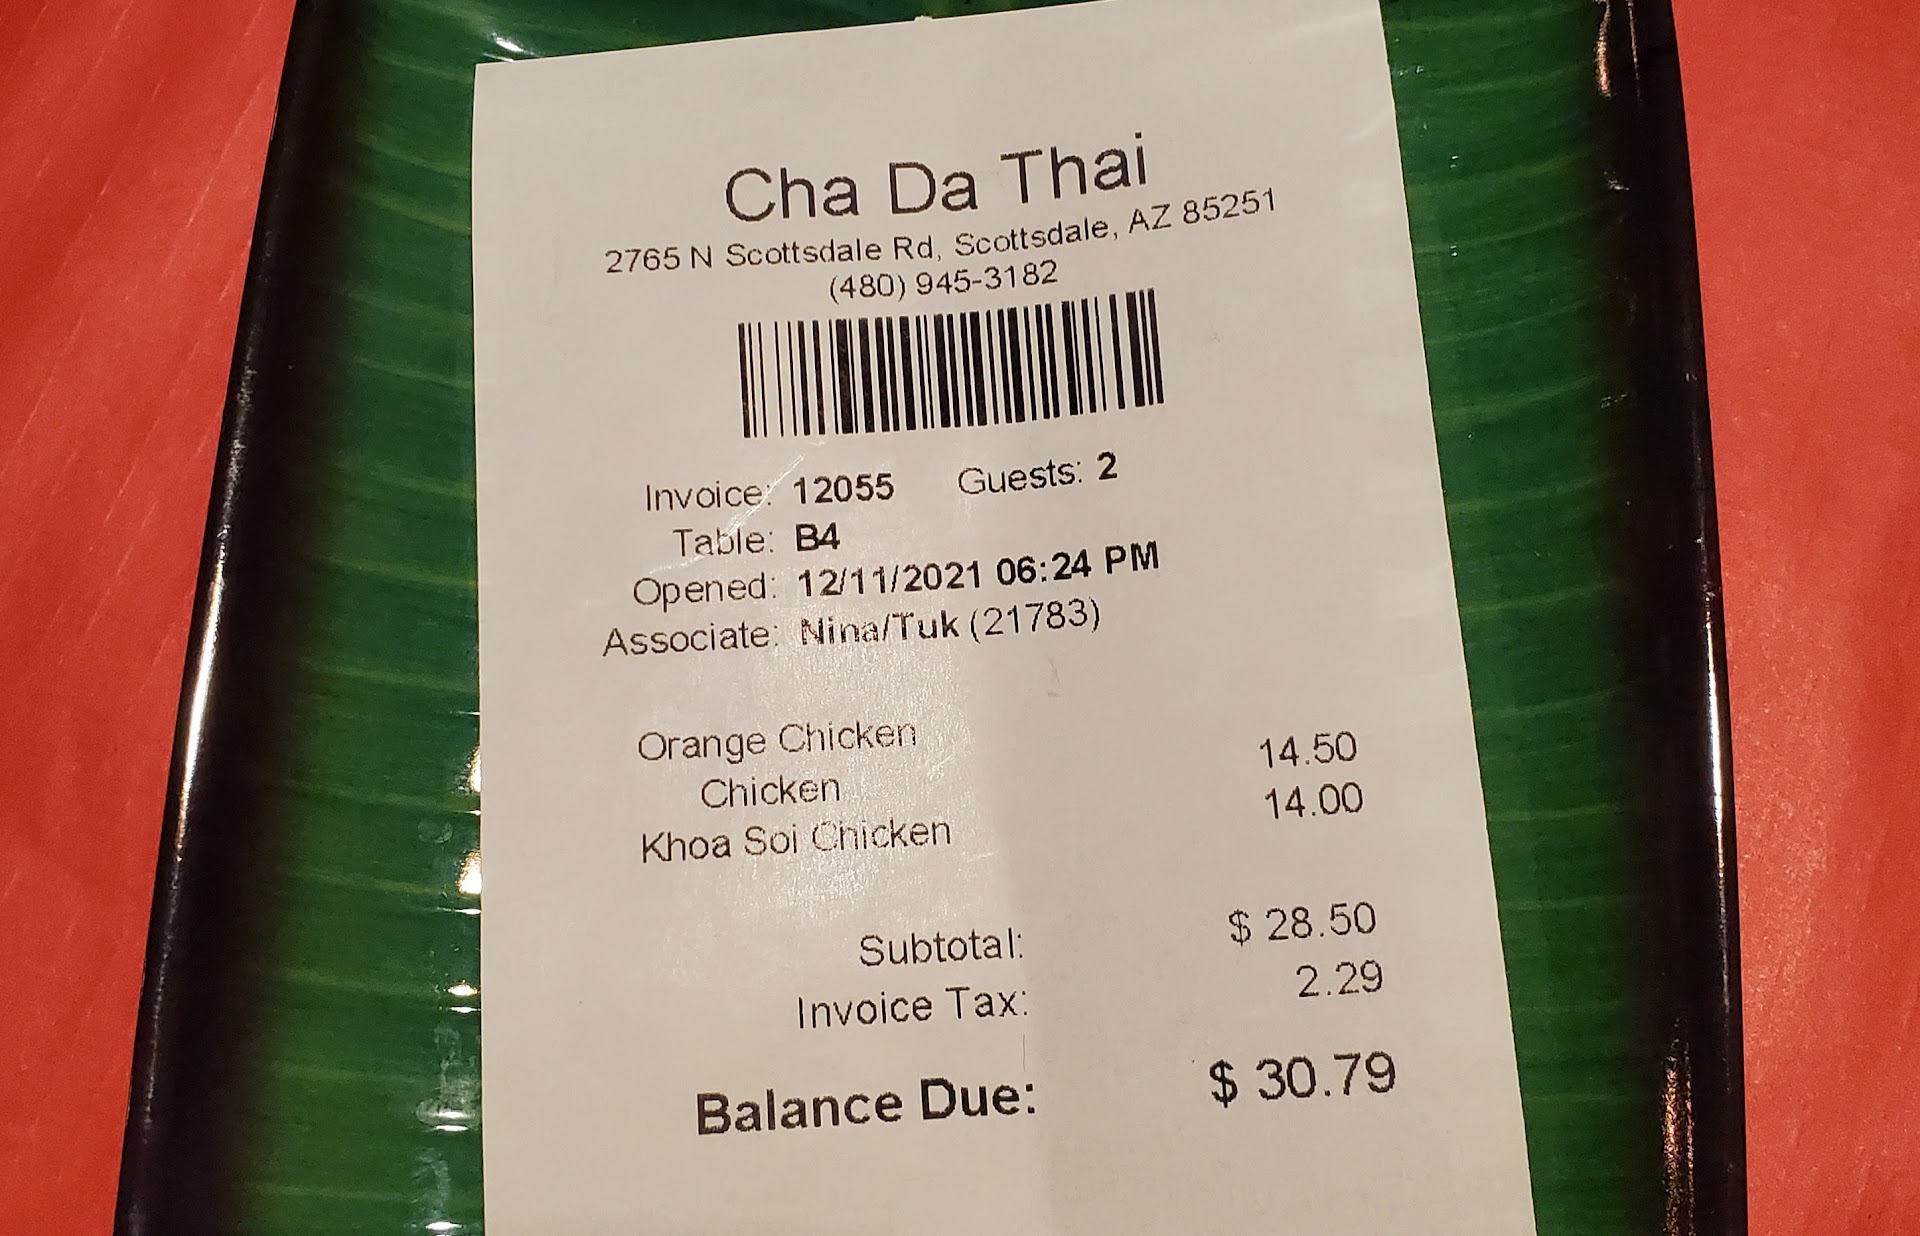 Cha Da Thai
2765 N Scottsdale Rd, Scottsdale, AZ 85251
(480) 945-3182
Invoice: 12055 Guests: 2
Table: B4
Opened: 12/11/2021 06:24 PM
Associate: Nina/Tuk (21783)
Orange Chicken 14.50
Chicken
Khoa Soi Chicken 14.00
Subtotal: $ 28.50
Invoice Tax: 2.29
Balance Due: $ 30.79